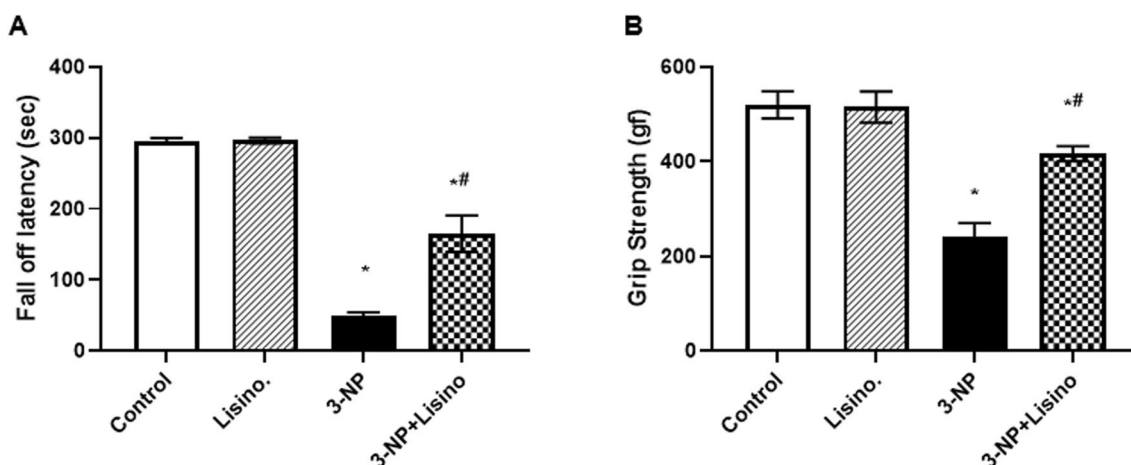 A
Fall off latency (sec)
400
300
200
100
0
*
*#
Control
Lisino.
3-NP
3-NP+Lisino
B
Grip Strength (gf)
600
400
200
0
*
*#
Control
Lisino.
3-NP
3-NP+Lisino